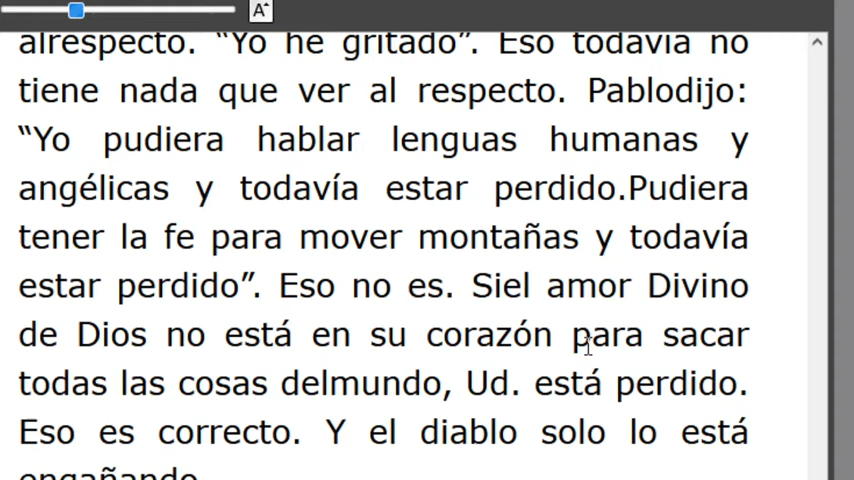 A
alrespecto. “Yo he gritado”. Eso todavía no
tiene nada que ver al respecto. Pablodijo:
“Yo pudiera hablar lenguas humanas y
angélicas y todavía estar perdido.Pudiera
tener la fe para mover montañas y todavía
estar perdido”. Eso no es. Siel amor Divino
de Dios no está en su corazón para sacar
todas las cosas delmundo, Ud. está perdido.
Eso es correcto. Y el diablo solo lo está
engañando.